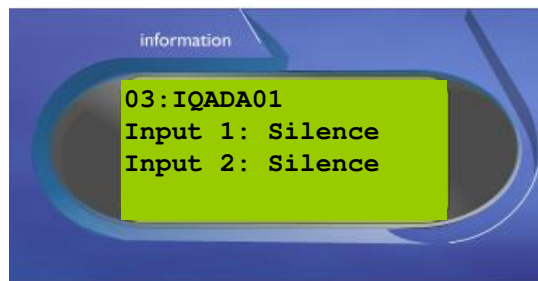 information
03:IQADA01
Input 1: Silence
Input 2: Silence